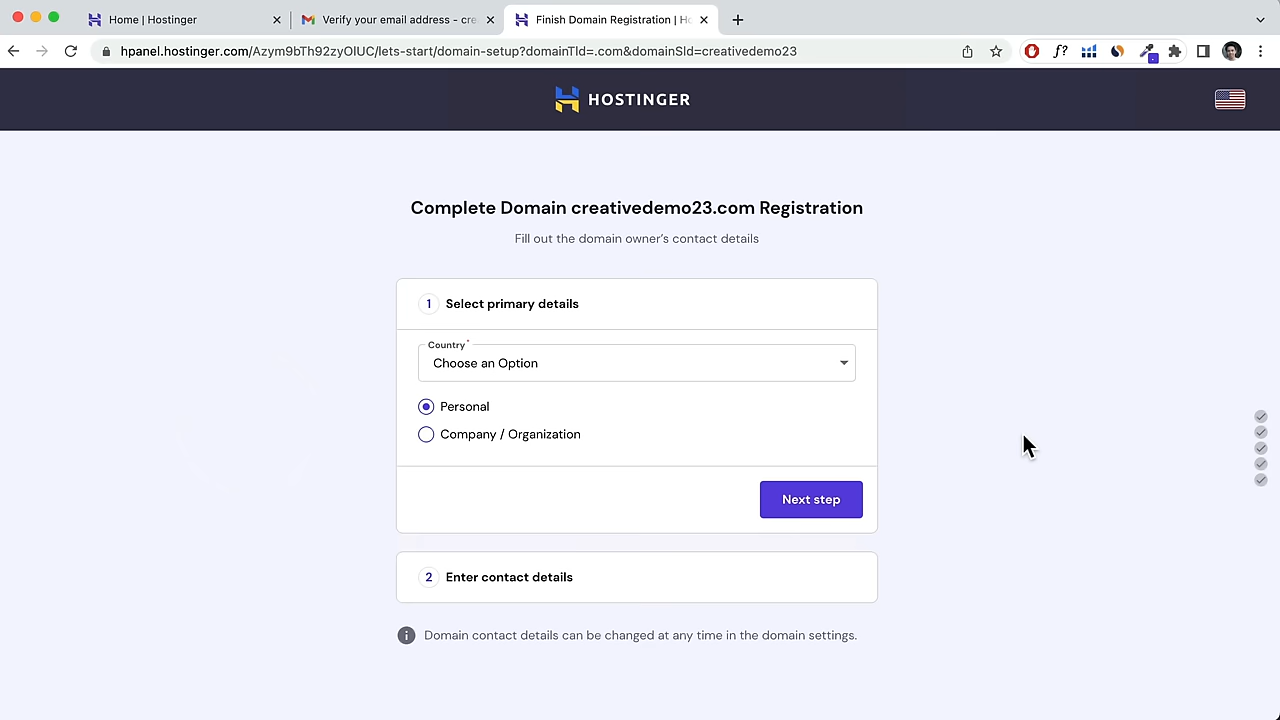 Home | Hostinger
Verify your email address - cre
Finish Domain Registration | Ho
hpanel.hostinger.com/Azym9bTh92zyOIUC/lets-start/domain-setup?domainTld=.com&domainSld=creativedemo23
f?
HOSTINGER
Complete Domain creativedemo23.com Registration
Fill out the domain owner's contact details
1 Select primary details
Country*
Choose an Option
Personal
Company / Organization
Next step
2 Enter contact details
Domain contact details can be changed at any time in the domain settings.